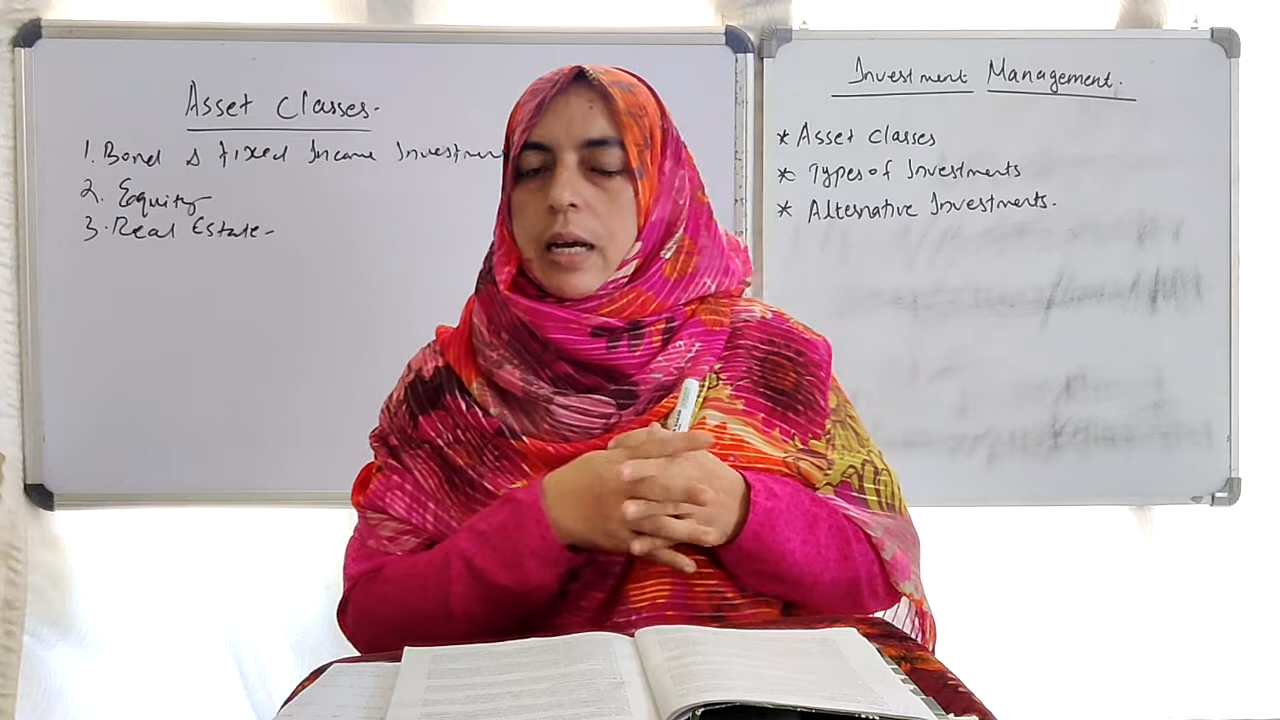 Asset Classes.
1. Bond & Fixed Income Investmen
2. Equity
3. Real Estate.
Investment Management.
* Asset Classes
* Types of Investments
* Alternative Investments.